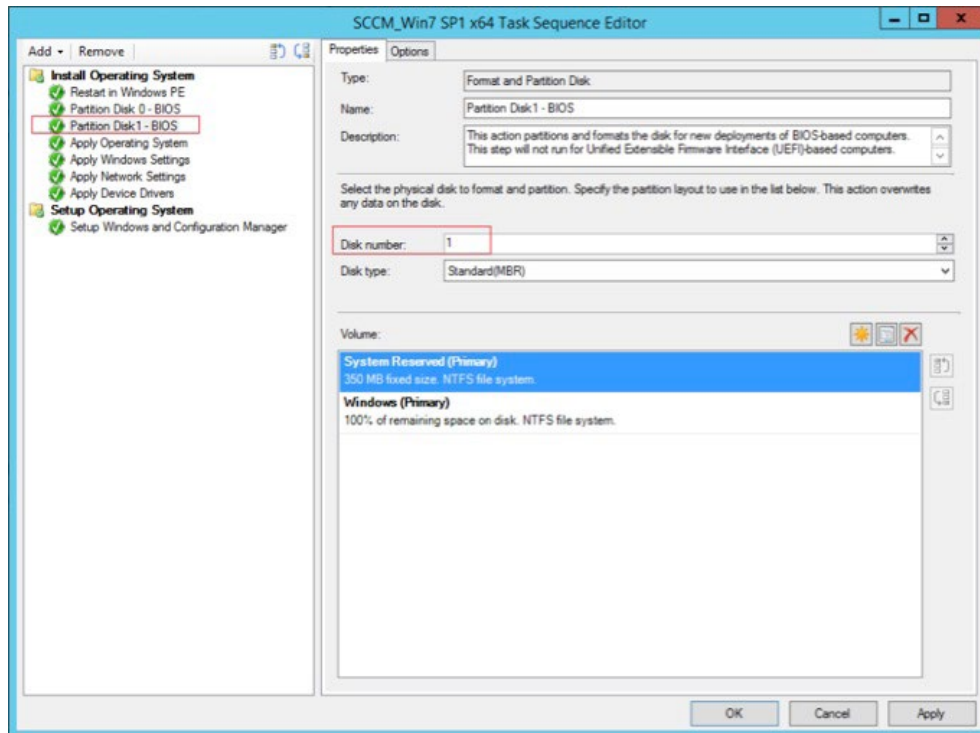 SCCM_Win7 SP1 x64 Task Sequence Editor
Add
Remove
Install Operating System
Restart in Windows PE
Partition Disk 0 - BIOS
Partition Disk1 - BIOS
Apply Operating System
Apply Windows Settings
Apply Network Settings
Apply Device Drivers
Setup Operating System
Setup Windows and Configuration Manager
Properties
Options
Type:
Format and Partition Disk
Name:
Partition Disk1 - BIOS
Description:
This action partitions and formats the disk for new deployments of BIOS-based computers.
This step will not run for Unified Extensible Firmware Interface (UEFI)-based computers.
Select the physical disk to format and partition. Specify the partition layout to use in the list below. This action overwrites
any data on the disk.
Disk number:
1
Disk type:
Standard(MBR)
Volume:
System Reserved (Primary)
350 MB fixed size. NTFS file system.
Windows (Primary)
100% of remaining space on disk. NTFS file system.
OK
Cancel
Apply